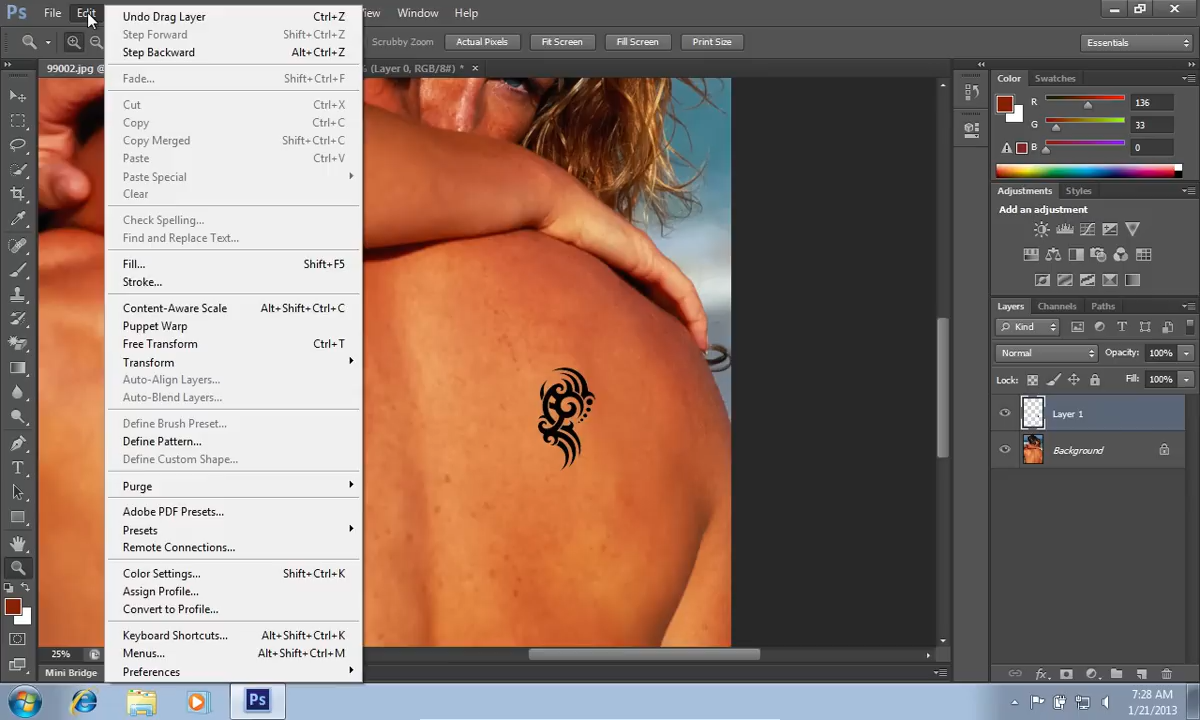 Ps File Edit View Window Help
Scrubby Zoom Actual Pixels Fit Screen Fill Screen Print Size Essentials
99002.jpg @ % (Layer 0, RGB/8#) * ×
Undo Drag Layer Ctrl+Z
Step Forward Shift+Ctrl+Z
Step Backward Alt+Ctrl+Z
Fade... Shift+Ctrl+F
Cut Ctrl+X
Copy Ctrl+C
Copy Merged Shift+Ctrl+C
Paste Ctrl+V
Paste Special
Clear
Check Spelling...
Find and Replace Text...
Fill... Shift+F5
Stroke...
Content-Aware Scale Alt+Shift+Ctrl+C
Puppet Warp
Free Transform Ctrl+T
Transform
Auto-Align Layers...
Auto-Blend Layers...
Define Brush Preset...
Define Pattern...
Define Custom Shape...
Purge
Adobe PDF Presets...
Presets
Remote Connections...
Color Settings... Shift+Ctrl+K
Assign Profile...
Convert to Profile...
Keyboard Shortcuts... Alt+Shift+Ctrl+K
Menus... Alt+Shift+Ctrl+M
Preferences
Color Swatches
R 136
G 33
B 0
Adjustments Styles
Add an adjustment
Layers Channels Paths
Kind
Normal Opacity: 100%
Lock: Fill: 100%
Layer 1
Background
25%
Mini Bridge
Ps
7:28 AM
1/21/2013